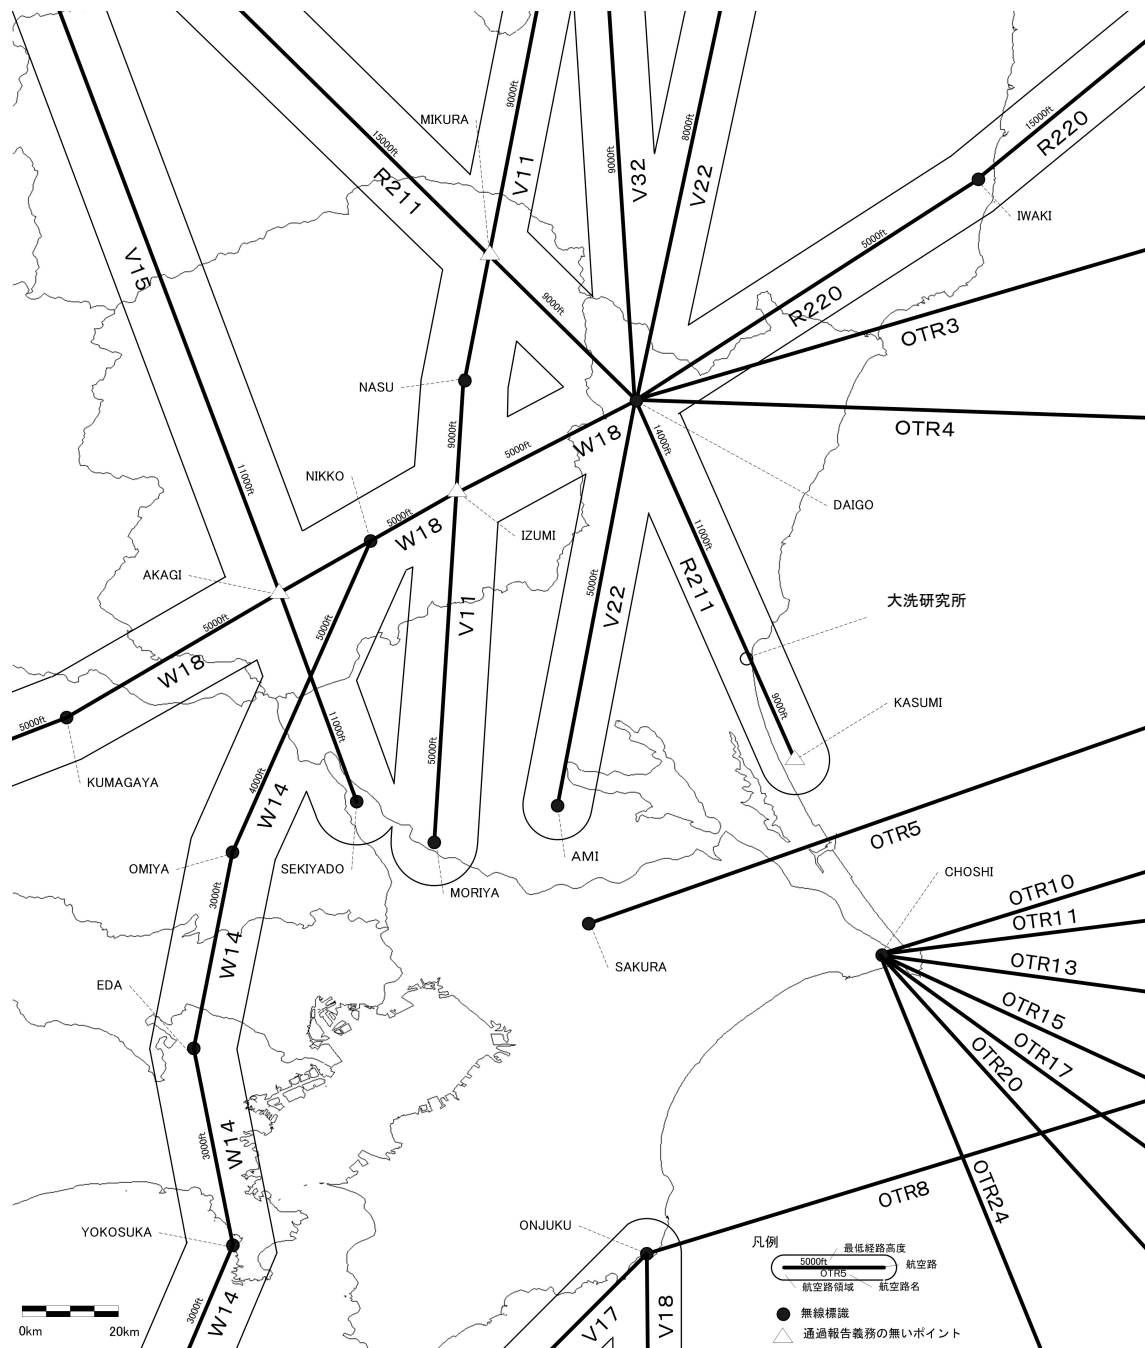 9000ft
MIKURA
15000ft
R211
V11
9000ft
V32
8000ft
V22
15000ft
R220
IWAKI
5000ft
R220
V15
9000ft
OTR3
OTR4
NASU
9000ft
5000ft
W18
14000ft
DAIGO
11000ft
NIKKO
5000ft
W18
IZUMI
11000ft
R211
AKAGI
5000ft
W18
5000ft
V11
5000ft
V22
大洗研究所
KASUMI
9000ft
5000ft
KUMAGAYA
11000ft
5000ft
4000ft
W14
OMIYA
SEKIYADO
MORIYA
AMI
OTR5
3000ft
W14
CHOSHI
OTR10
OTR11
OTR13
OTR15
OTR17
OTR20
SAKURA
EDA
3000ft
W14
OTR24
OTR8
YOKOSUKA
ONJUKU
3000ft
W14
V17
V18
0km
20km
凡例
最低経路高度
5000ft
航空路
OTR5
航空路領域
航空路名
無線標識
通過報告義務の無いポイント